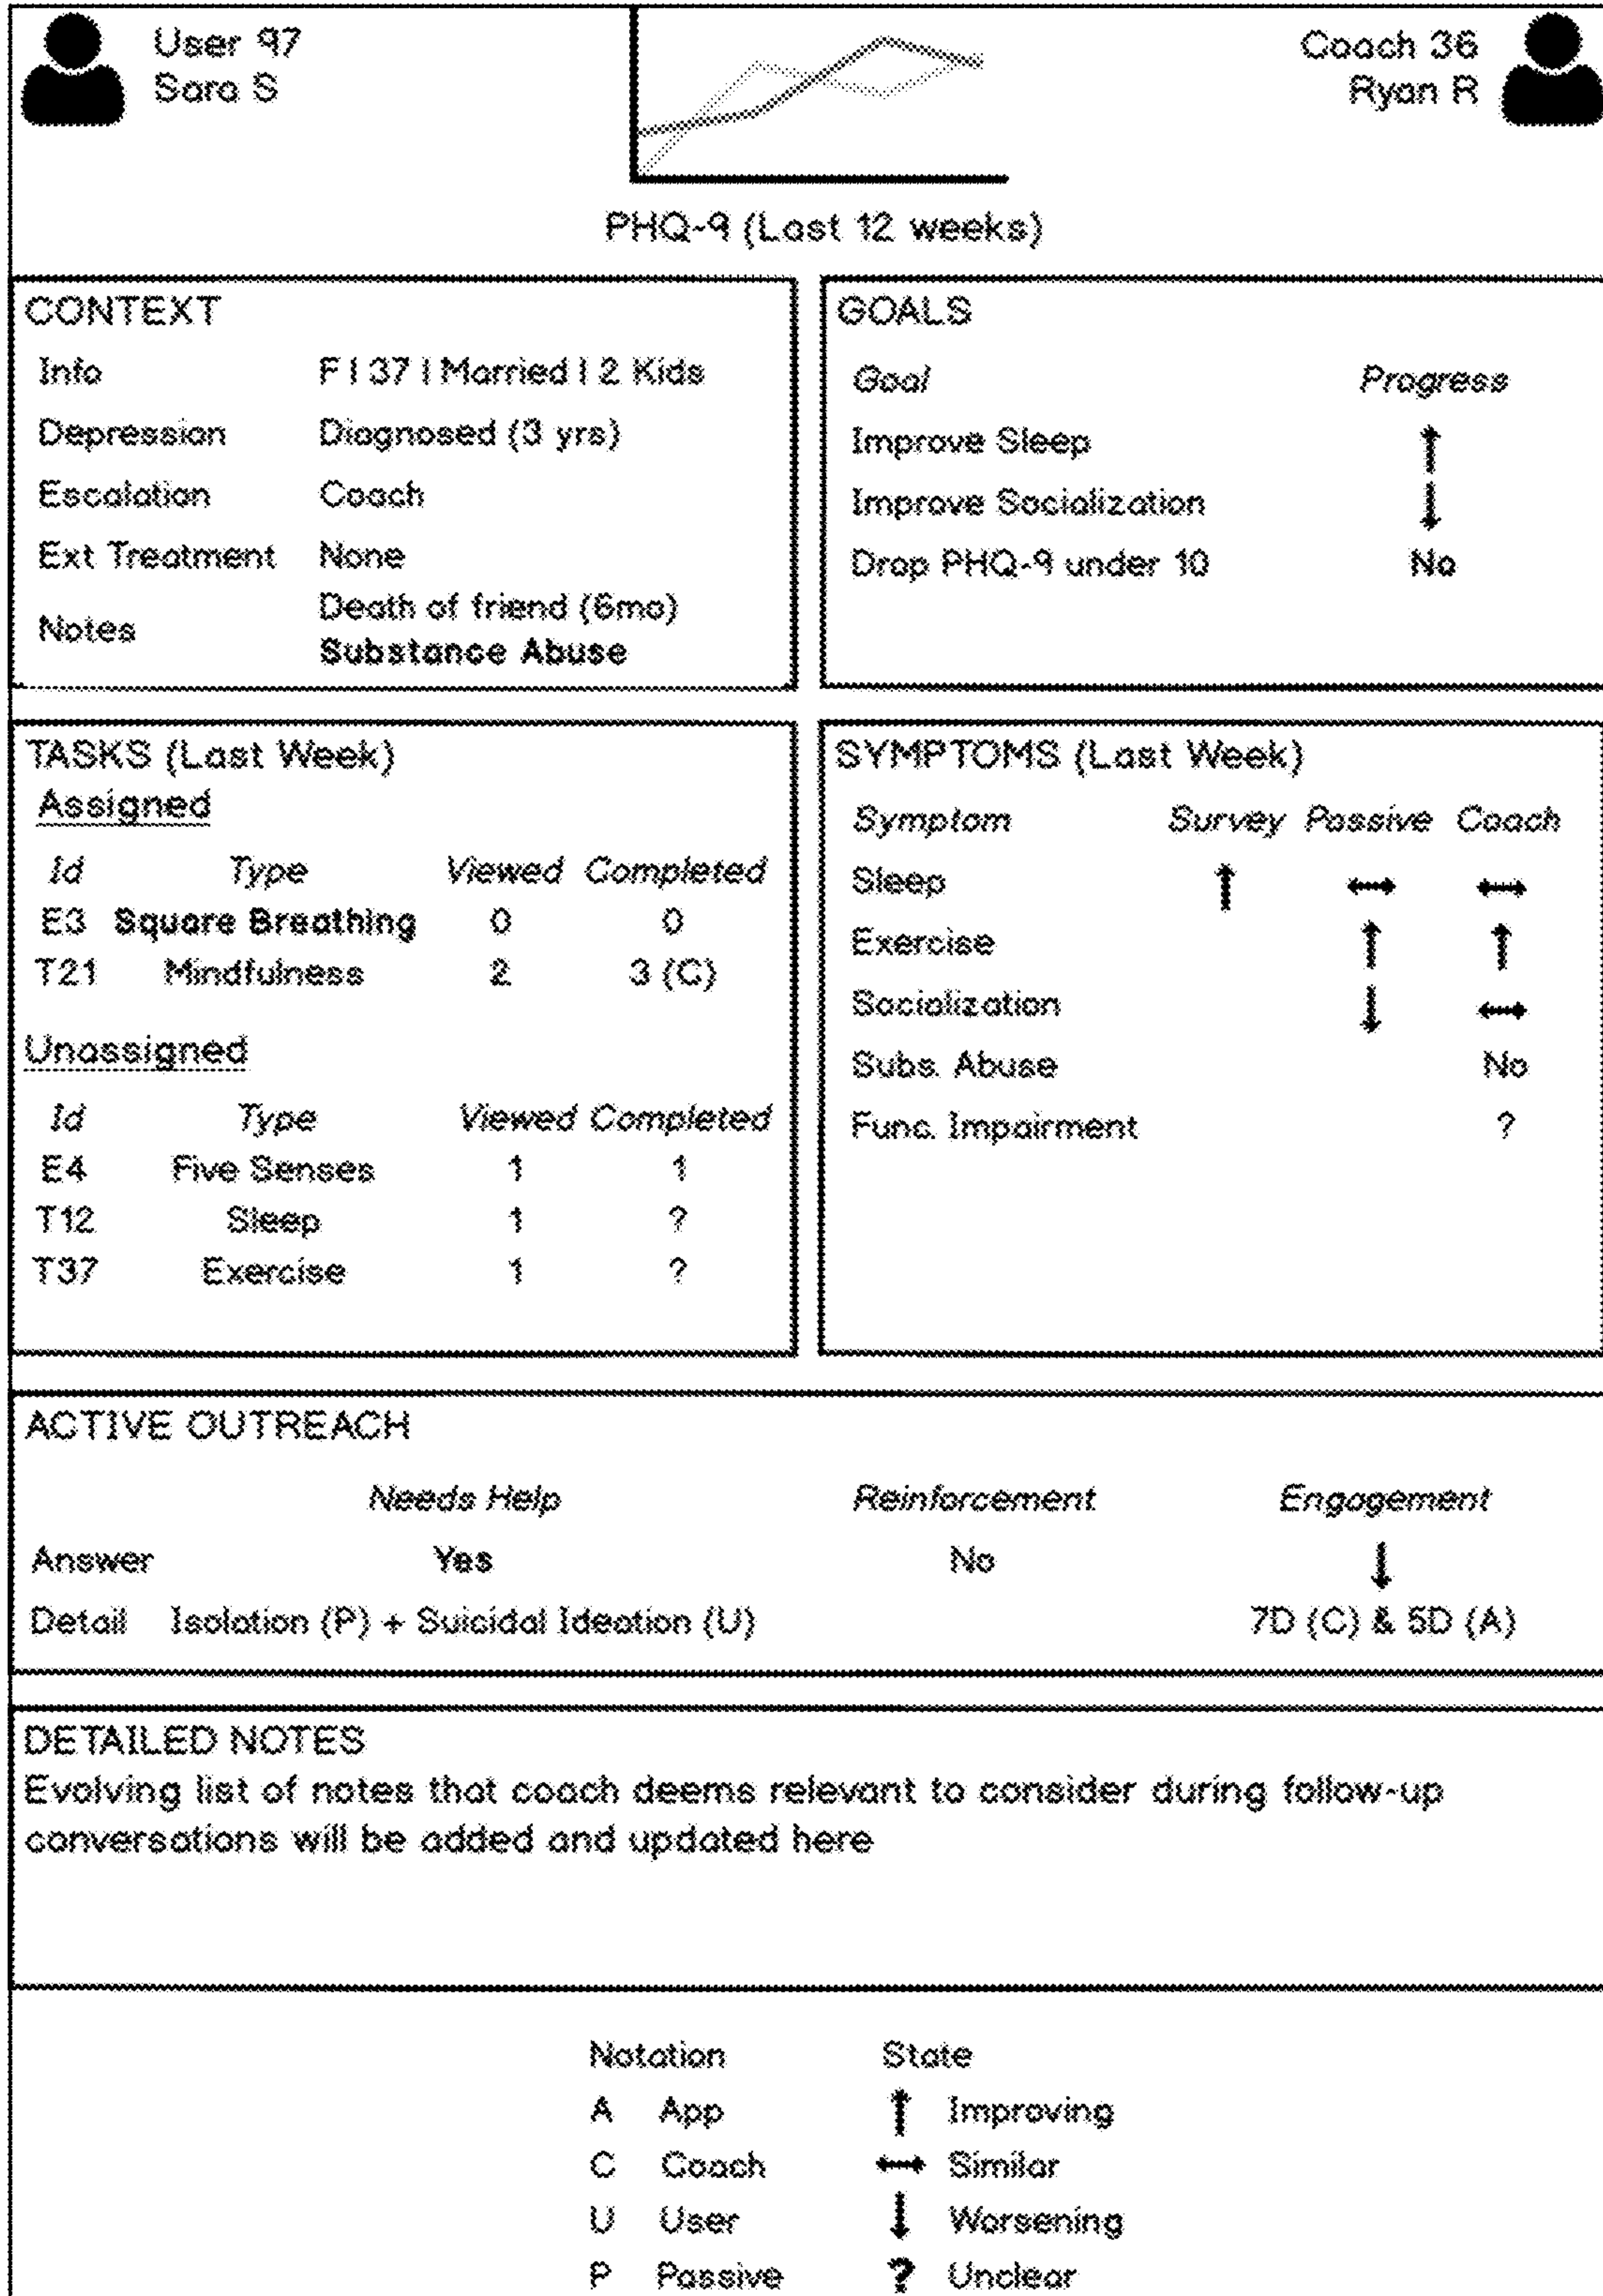 User 97
Sara S
Coach 36
Ryan R
PHQ-9 (Last 12 weeks)
CONTEXT
Info F | 37 | Married | 2 Kids
Depression Diagnosed (3 yrs)
Escalation Coach
Ext Treatment None
Notes Death of friend (6mo)
Substance Abuse
GOALS
Goal Progress
Improve Sleep ↑
Improve Socialization ↓
Drop PHQ-9 under 10 No
TASKS (Last Week)
Assigned
Id Type Viewed Completed
E3 Square Breathing 0 0
T21 Mindfulness 2 3 (C)
Unassigned
Id Type Viewed Completed
E4 Five Senses 1 1
T12 Sleep 1 ?
T37 Exercise 1 ?
SYMPTOMS (Last Week)
Symptom Survey Passive Coach
Sleep ↑ ↔ ↔
Exercise ↑ ↑
Socialization ↓ ↔
Subs. Abuse No
Func. Impairment ?
ACTIVE OUTREACH
Needs Help Reinforcement Engagement
Answer Yes No ↓
Detail Isolation (P) + Suicidal Ideation (U) 7D (C) & 5D (A)
DETAILED NOTES
Evolving list of notes that coach deems relevant to consider during follow-up
conversations will be added and updated here
Notation State
A App ↑ Improving
C Coach ↔ Similar
U User ↓ Worsening
P Passive ? Unclear